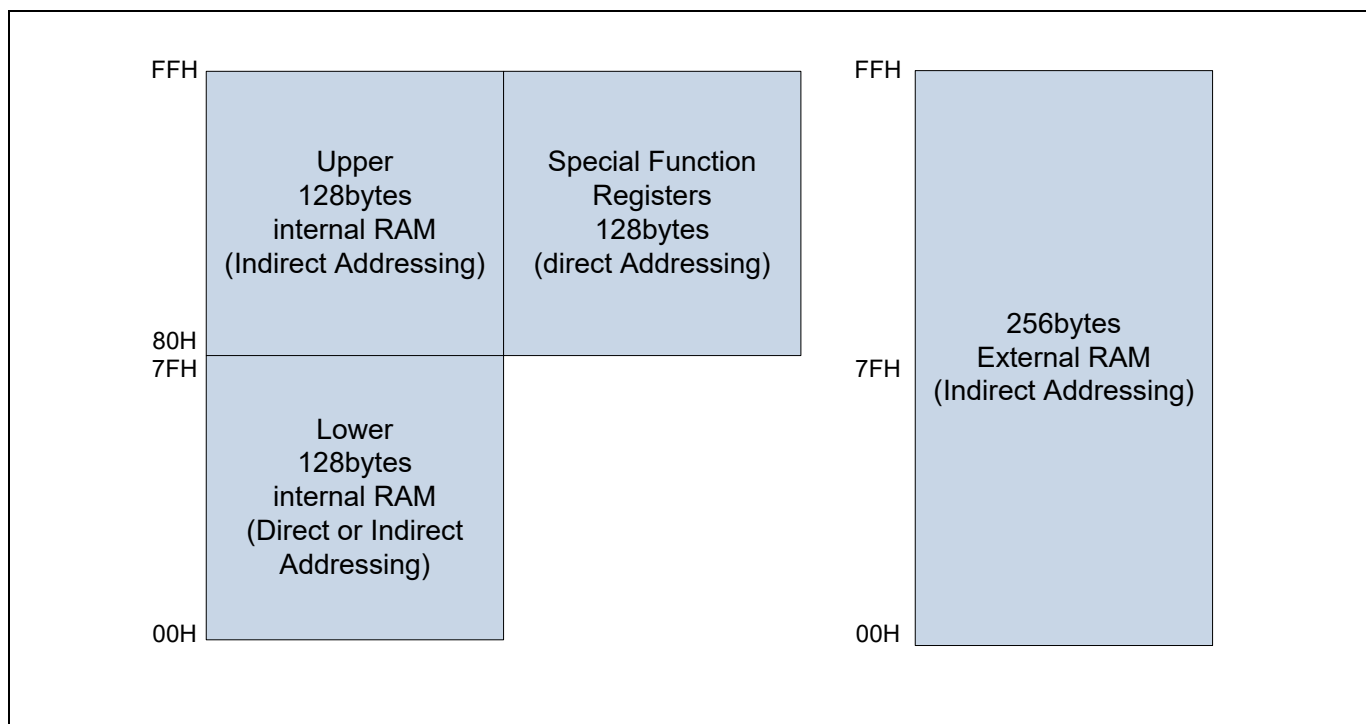 FFH
Upper
128bytes
internal RAM
(Indirect Addressing)
Special Function
Registers
128bytes
(direct Addressing)
80H
7FH
Lower
128bytes
internal RAM
(Direct or Indirect
Addressing)
00H
FFH
256bytes
External RAM
(Indirect Addressing)
7FH
00H